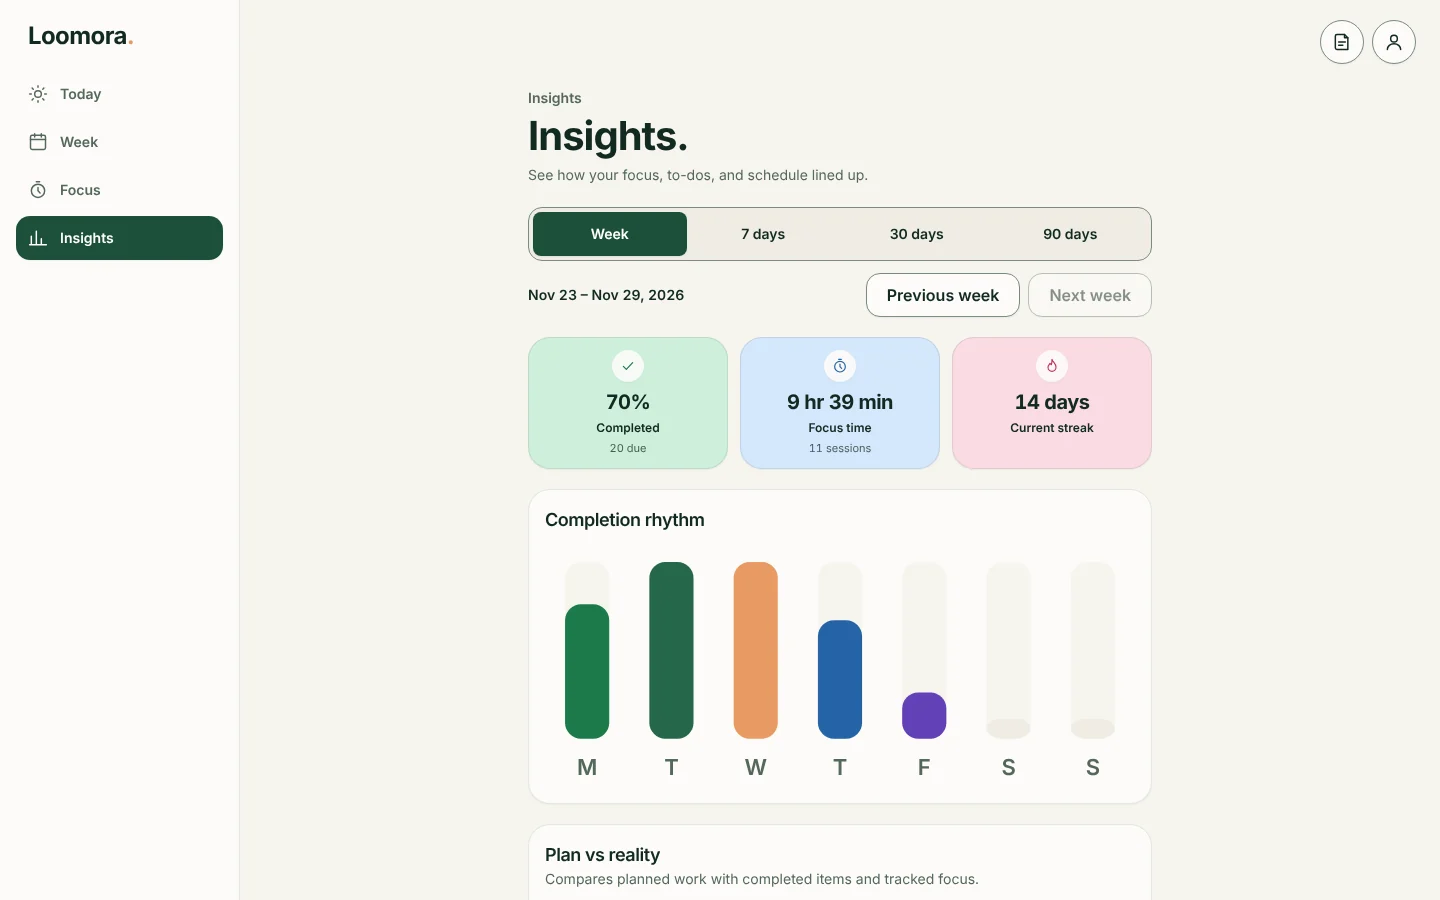 Loomora.
Today
Week
Focus
Insights
Insights
Insights.
See how your focus, to-dos, and schedule lined up.
Week 7 days 30 days 90 days
Nov 23 – Nov 29, 2026 Previous week Next week
70%
Completed
20 due
9 hr 39 min
Focus time
11 sessions
14 days
Current streak
Completion rhythm
M T W T F S S
Plan vs reality
Compares planned work with completed items and tracked focus.